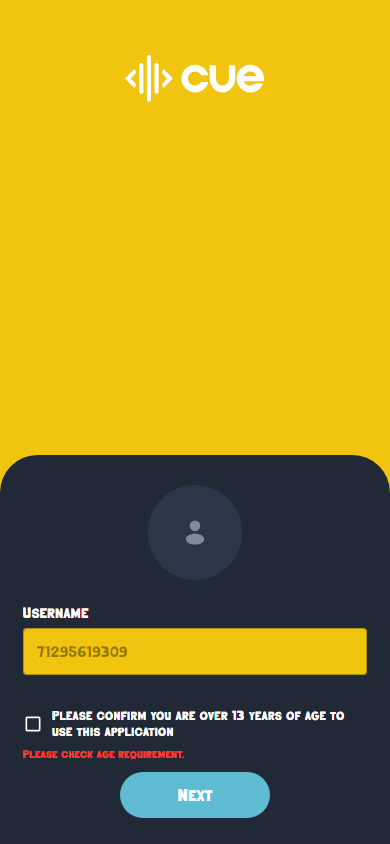 cue
Username
71295619309
Please confirm you are over 13 years of age to
use this application
Please check age requirement.
Next